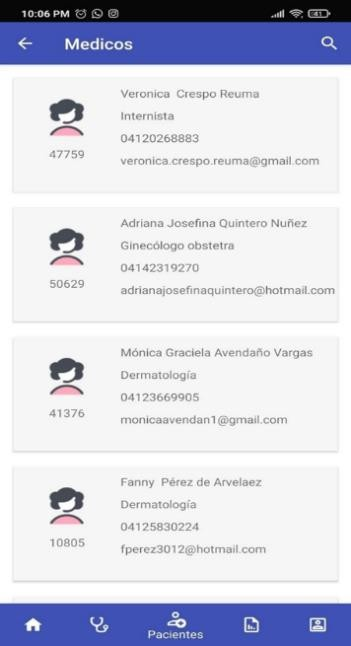 10:06 PM
41
Medicos
Veronica Crespo Reuma
Internista
04120268883
veronica.crespo.reuma@gmail.com
47759
Adriana Josefina Quintero Nuñez
Ginecólogo obstetra
04142319270
adrianajosefinaquintero@hotmail.com
50629
Mónica Graciela Avendaño Vargas
Dermatología
04123669905
monicaavendan1@gmail.com
41376
Fanny Pérez de Arvelaez
Dermatología
04125830224
fperez3012@hotmail.com
10805
Pacientes